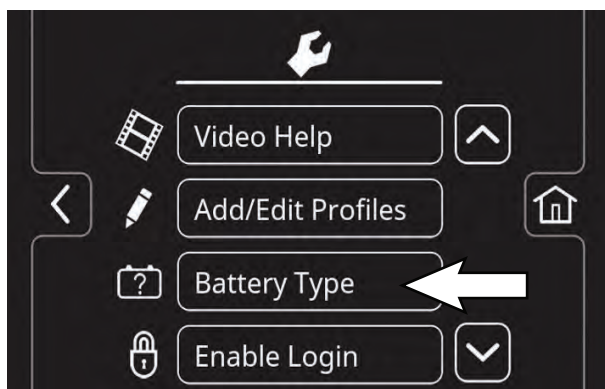 Video Help
Add/Edit Profiles
Battery Type
Enable Login